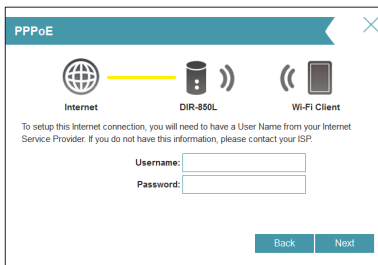 PPPoE
Internet DIR-850L Wi-Fi Client
To setup this Internet connection, you will need to have a User Name from your Internet
Service Provider. If you do not have this information, please contact your ISP.
Username:
Password:
Back Next